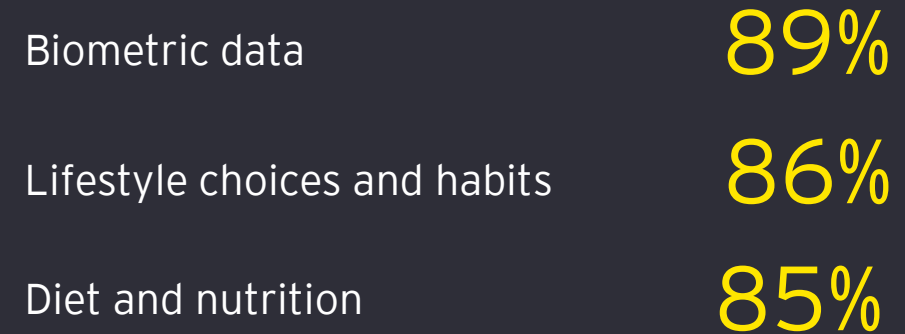 Biometric data 89%
Lifestyle choices and habits 86%
Diet and nutrition 85%